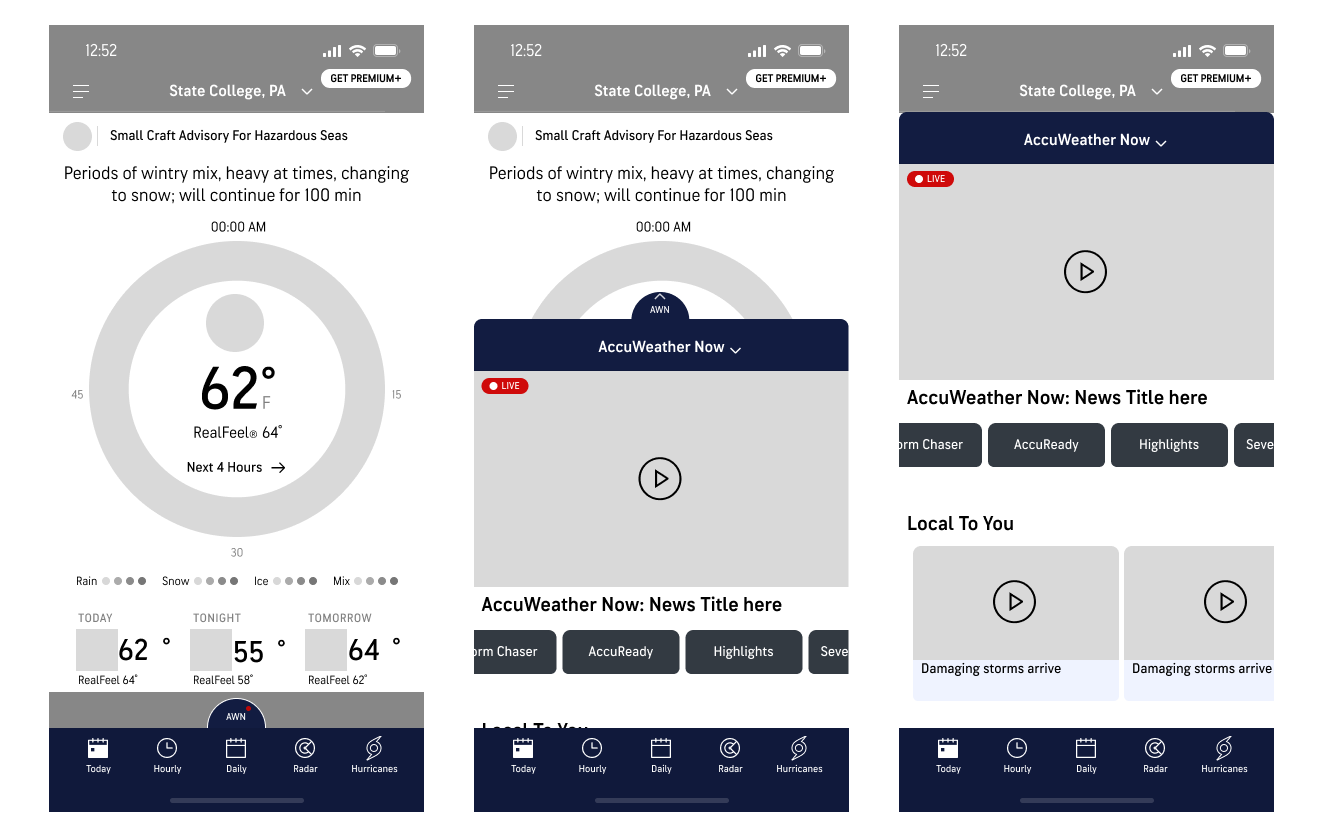 12:52
GET PREMIUM+
State College, PA
Small Craft Advisory For Hazardous Seas
Periods of wintry mix, heavy at times, changing
to snow; will continue for 100 min
00:00 AM
62°
F
RealFeel® 64°
Next 4 Hours
45
15
30
Rain Snow Ice Mix
TODAY TONIGHT TOMORROW
62 ° 55 ° 64 °
RealFeel 64° RealFeel 58° RealFeel 62°
AWN
Today Hourly Daily Radar Hurricanes
12:52
GET PREMIUM+
State College, PA
Small Craft Advisory For Hazardous Seas
Periods of wintry mix, heavy at times, changing
to snow; will continue for 100 min
00:00 AM
AWN
AccuWeather Now
LIVE
AccuWeather Now: News Title here
orm Chaser AccuReady Highlights Seve
Local To You
Today Hourly Daily Radar Hurricanes
12:52
GET PREMIUM+
State College, PA
AccuWeather Now
LIVE
AccuWeather Now: News Title here
orm Chaser AccuReady Highlights Seve
Local To You
Damaging storms arrive Damaging storms arrive
Today Hourly Daily Radar Hurricanes